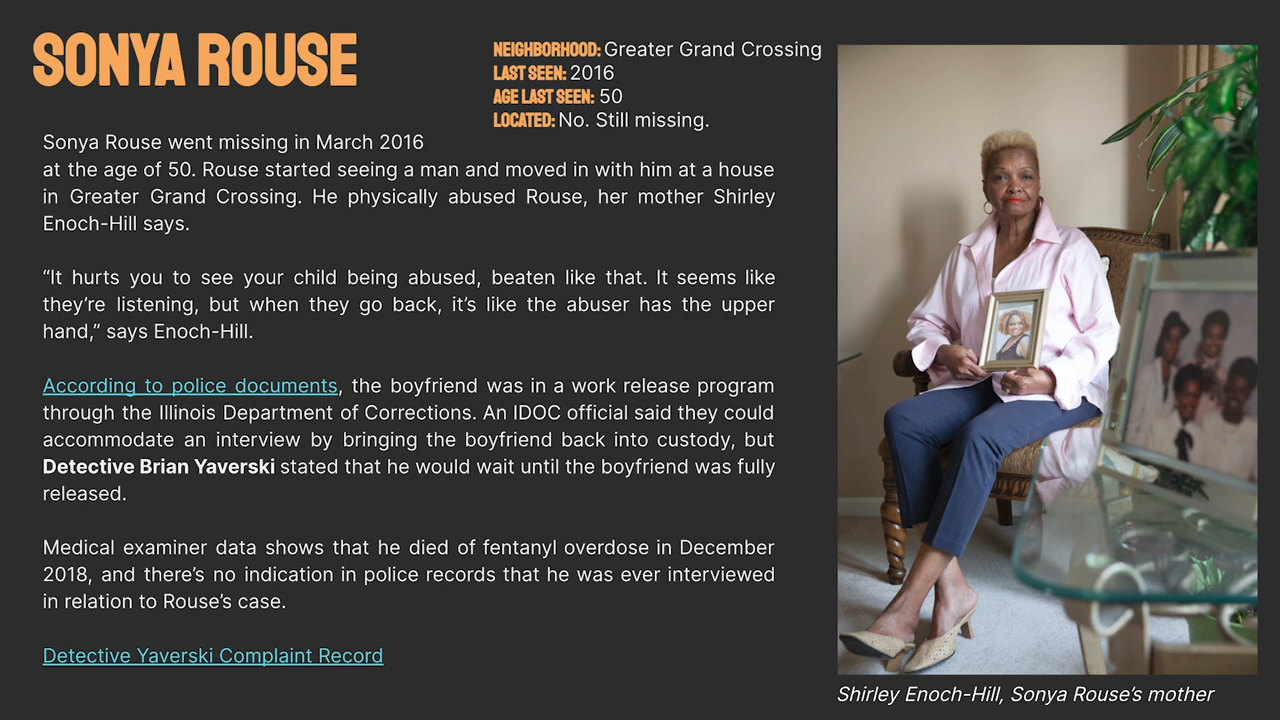 SONYA ROUSE
NEIGHBORHOOD: Greater Grand Crossing
LAST SEEN: 2016
AGE LAST SEEN: 50
LOCATED: No. Still missing.
Sonya Rouse went missing in March 2016
at the age of 50. Rouse started seeing a man and moved in with him at a house
in Greater Grand Crossing. He physically abused Rouse, her mother Shirley
Enoch-Hill says.
“It hurts you to see your child being abused, beaten like that. It seems like
they’re listening, but when they go back, it’s like the abuser has the upper
hand,” says Enoch-Hill.
According to police documents, the boyfriend was in a work release program
through the Illinois Department of Corrections. An IDOC official said they could
accommodate an interview by bringing the boyfriend back into custody, but
Detective Brian Yaverski stated that he would wait until the boyfriend was fully
released.
Medical examiner data shows that he died of fentanyl overdose in December
2018, and there’s no indication in police records that he was ever interviewed
in relation to Rouse’s case.
Detective Yaverski Complaint Record
Shirley Enoch-Hill, Sonya Rouse’s mother